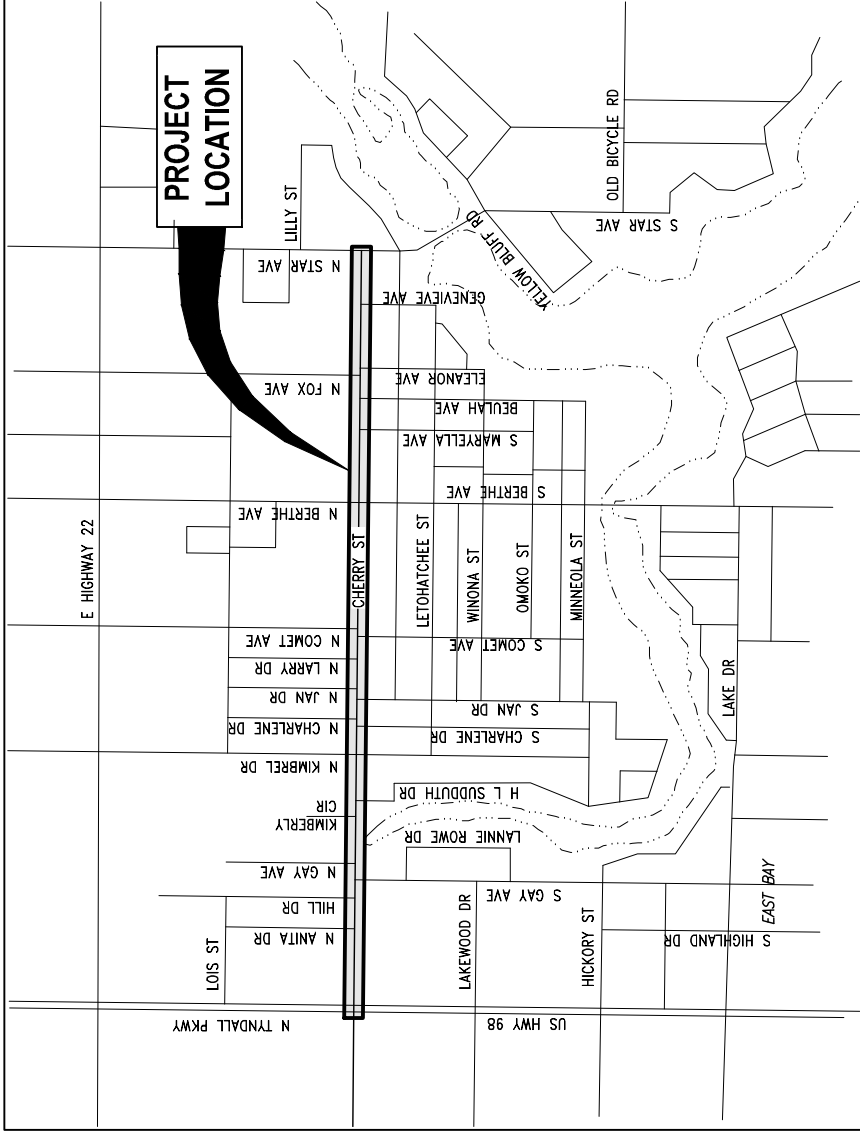 PROJECT
LOCATION
E HIGHWAY 22
LILLY ST
N STAR AVE
N FOX AVE
N BERTHE AVE
N COMET AVE
N LARRY DR
N JAN DR
N CHARLENE DR
N KIMBREL DR
KIMBERLY
CIR
N GAY AVE
HILL DR
N ANITA DR
LOIS ST
N TYNDALL PKWY
CHERRY ST
YELLOW BLUFF RD
OLD BICYCLE RD
S STAR AVE
GENEVIEVE AVE
ELEANOR AVE
BEULAH AVE
S MARYELLA AVE
S BERTHE AVE
LETOHATCHEE ST
WINONA ST
OMOKO ST
MINNEOLA ST
S COMET AVE
S JAN DR
S CHARLENE DR
H L SUDDUTH DR
LANNIE ROWE DR
LAKE DR
S GAY AVE
LAKEWOOD DR
HICKORY ST
S HIGHLAND DR
EAST BAY
US HWY 98